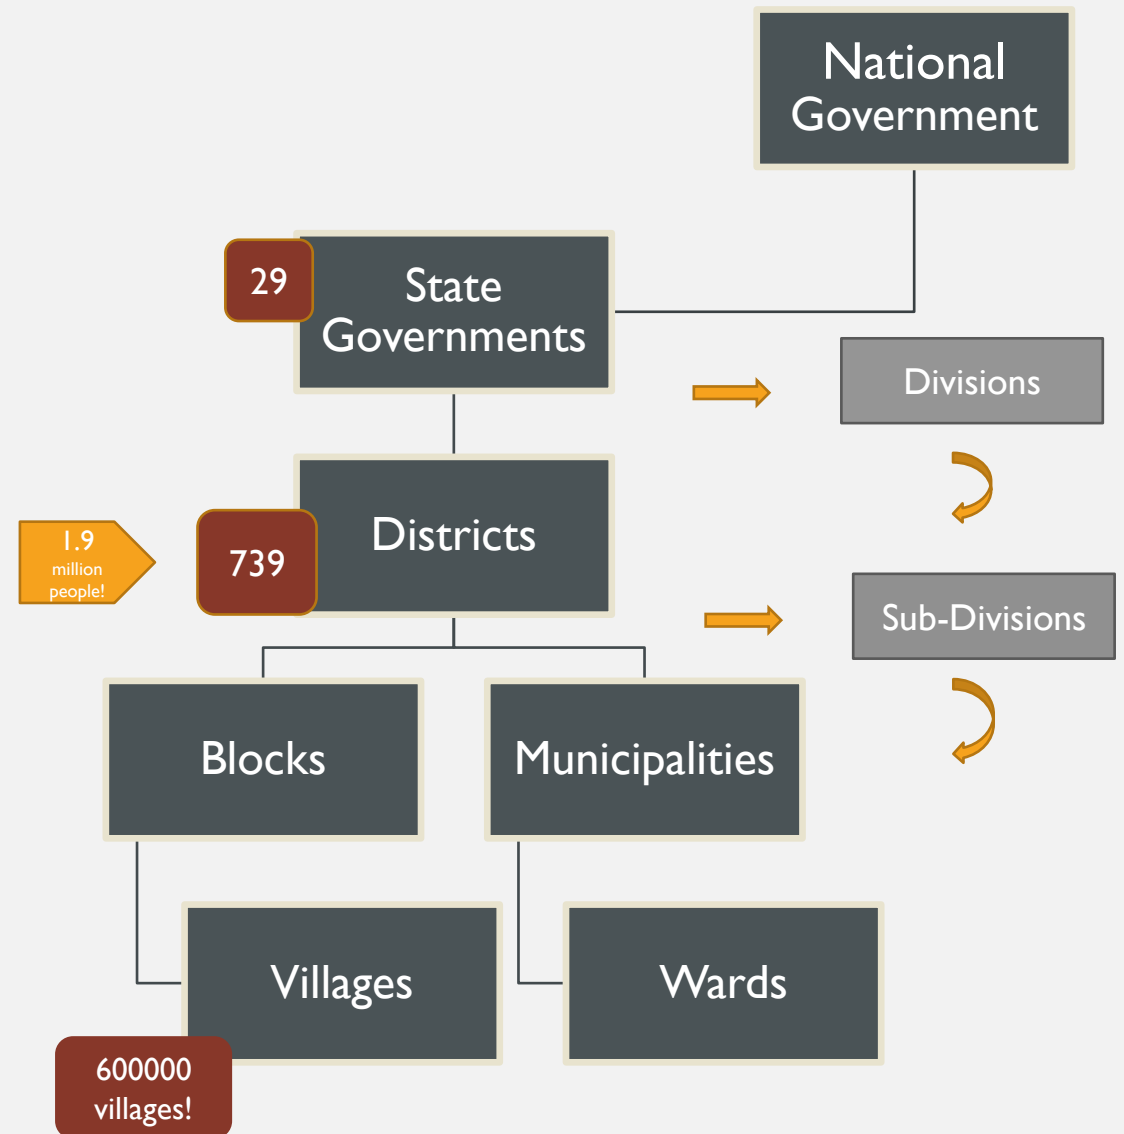 National
Government
29
State
Governments
Divisions
Districts
1.9
million
people!
739
Sub-Divisions
Blocks
Municipalities
Villages
Wards
600000
villages!